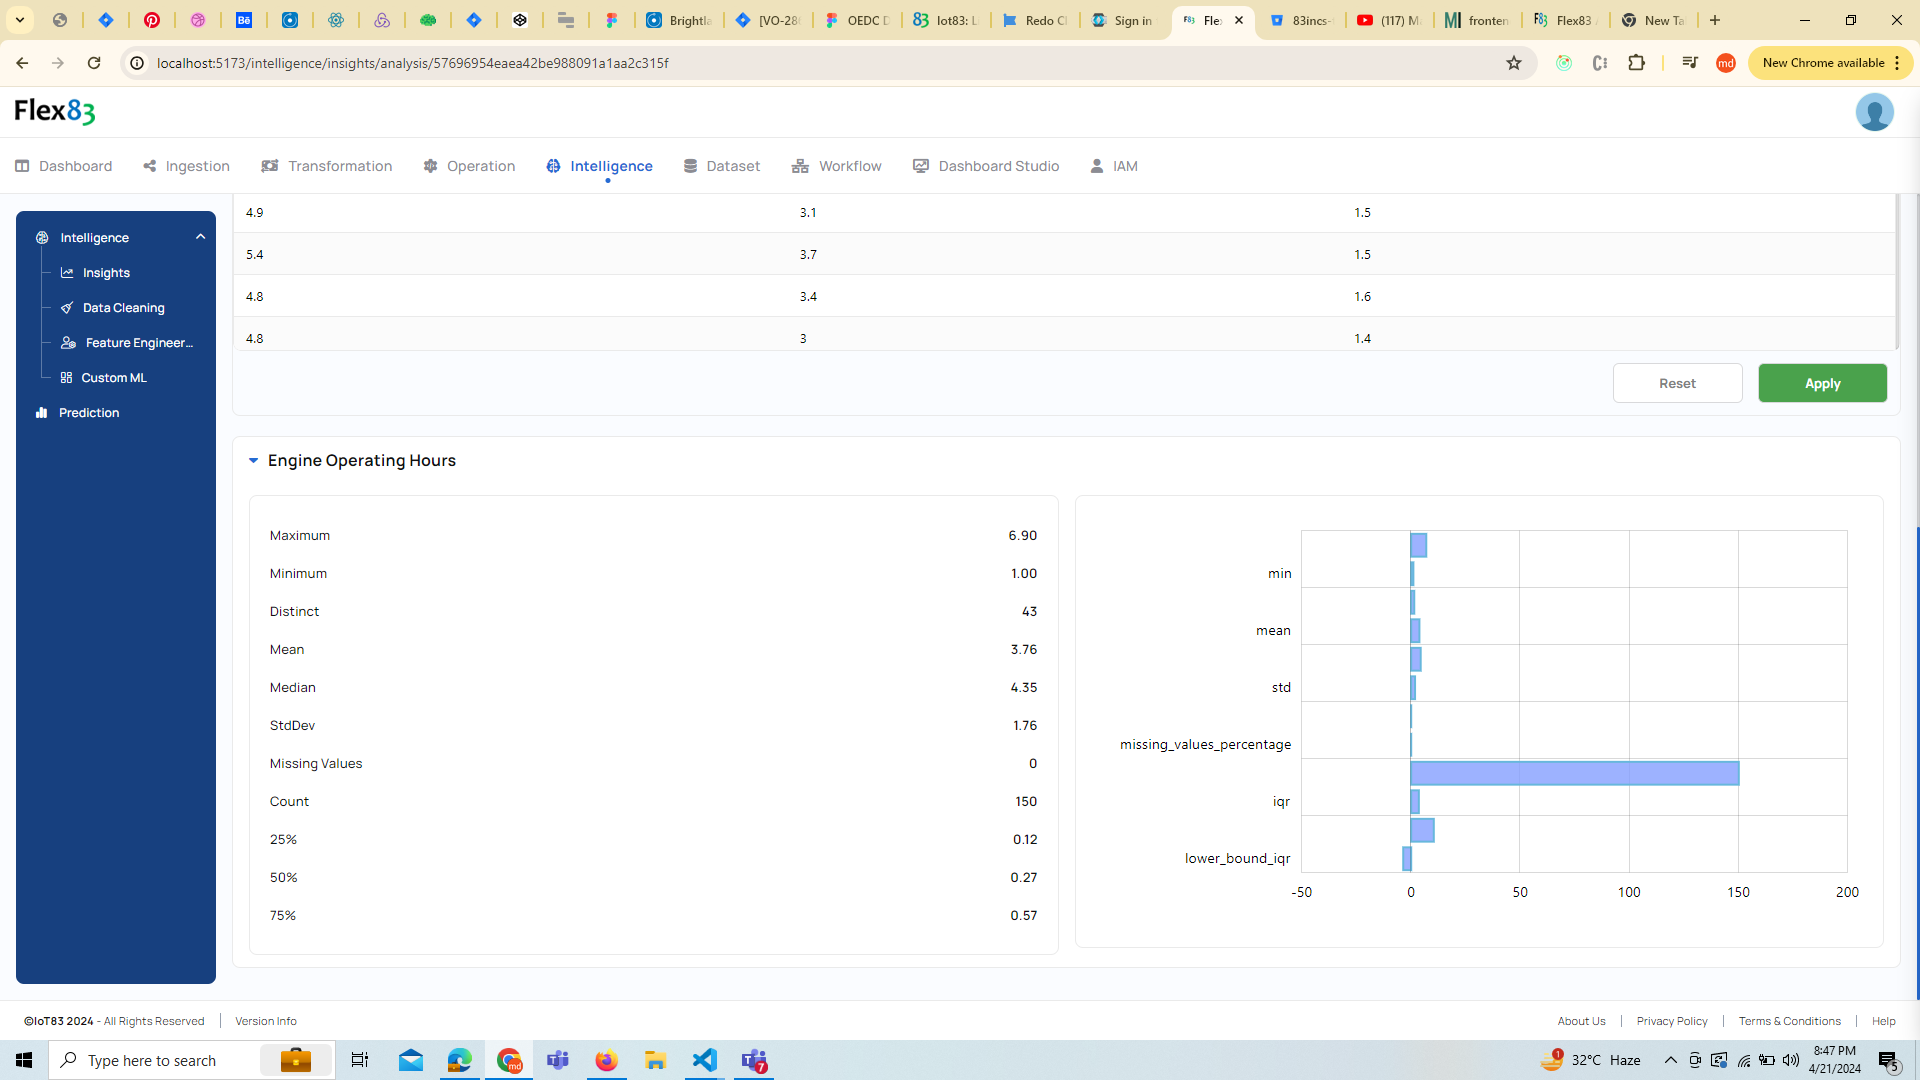 Brightla
[VO-286
OEDC D
Iot83: L
Redo Cl
Sign in
Fle
83incs-
(117) M
fronten
Flex83
New Ta
localhost:5173/intelligence/insights/analysis/57696954eaea42be988091a1aa2c315f
md
New Chrome available
Flex83
Dashboard
Ingestion
Transformation
Operation
Intelligence
Dataset
Workflow
Dashboard Studio
IAM
Intelligence
Insights
Data Cleaning
Feature Engineer...
Custom ML
Prediction
4.9 3.1 1.5
5.4 3.7 1.5
4.8 3.4 1.6
4.8 3 1.4
Reset
Apply
Engine Operating Hours
Maximum 6.90
Minimum 1.00
Distinct 43
Mean 3.76
Median 4.35
StdDev 1.76
Missing Values 0
Count 150
25% 0.12
50% 0.27
75% 0.57
min
mean
std
missing_values_percentage
iqr
lower_bound_iqr
-50 0 50 100 150 200
©IoT83 2024 - All Rights Reserved
Version Info
About Us
Privacy Policy
Terms & Conditions
Help
Type here to search
32°C Haze
8:47 PM
4/21/2024